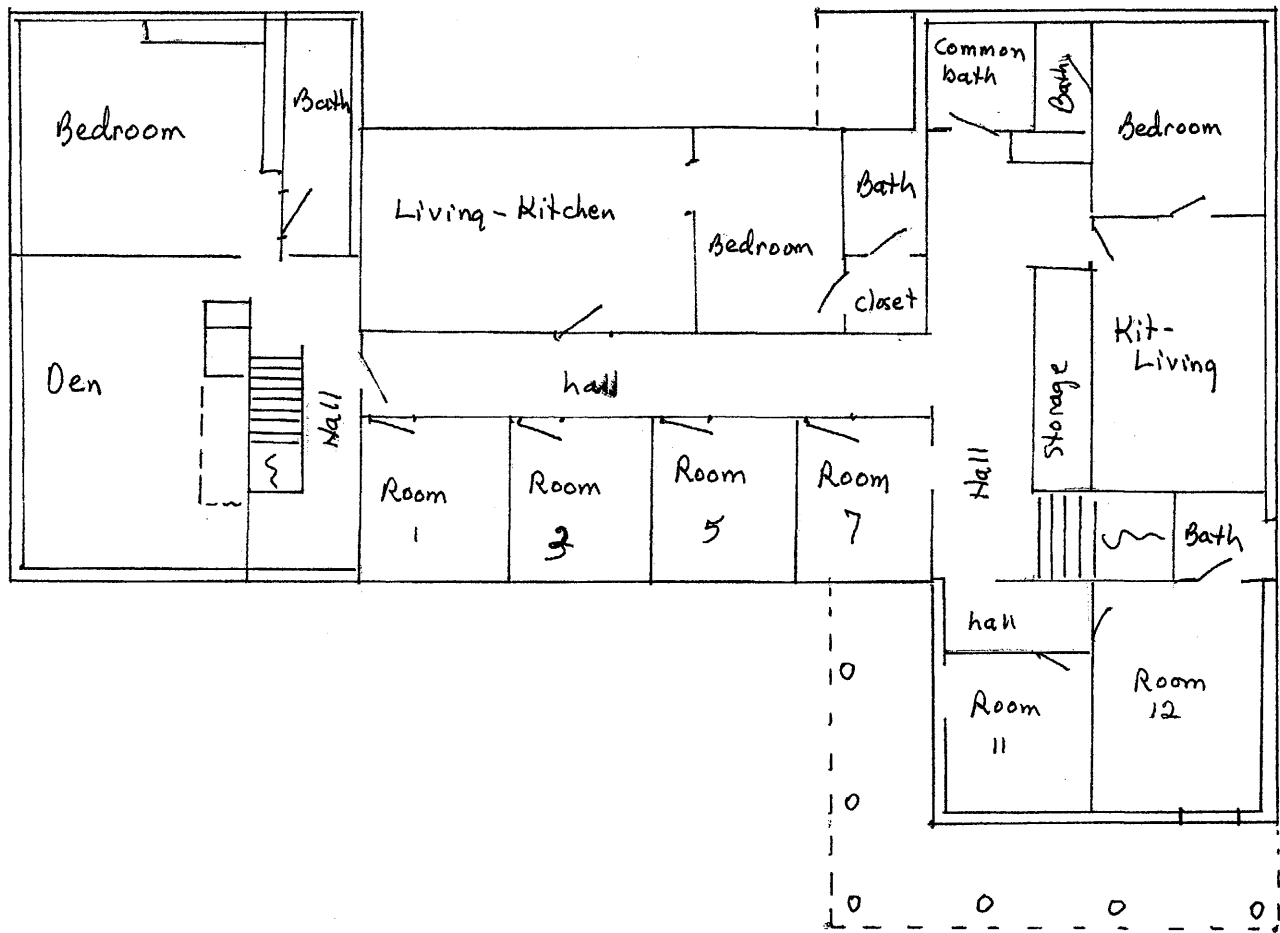 Common
bath
Bath
Bath
Bedroom
Bedroom
Bath
Living - Kitchen
Bedroom
closet
Kit-
Living
Den
hall
Hall
Storage
Hall
Room
1
Room
3
Room
5
Room
7
Bath
hall
Room
11
Room
12